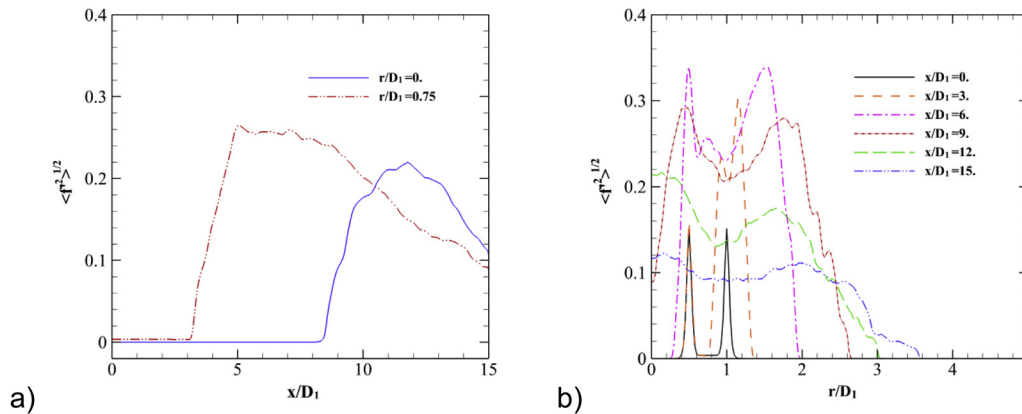 0.4
0.3
0.2
0.1
0
<f'²>^1/2
r/D1=0.
r/D1=0.75
0 5 10 15
x/D1
a)
0.4
0.3
0.2
0.1
0
<f'²>^1/2
x/D1=0.
x/D1=3.
x/D1=6.
x/D1=9.
x/D1=12.
x/D1=15.
0 1 2 3 4
r/D1
b)